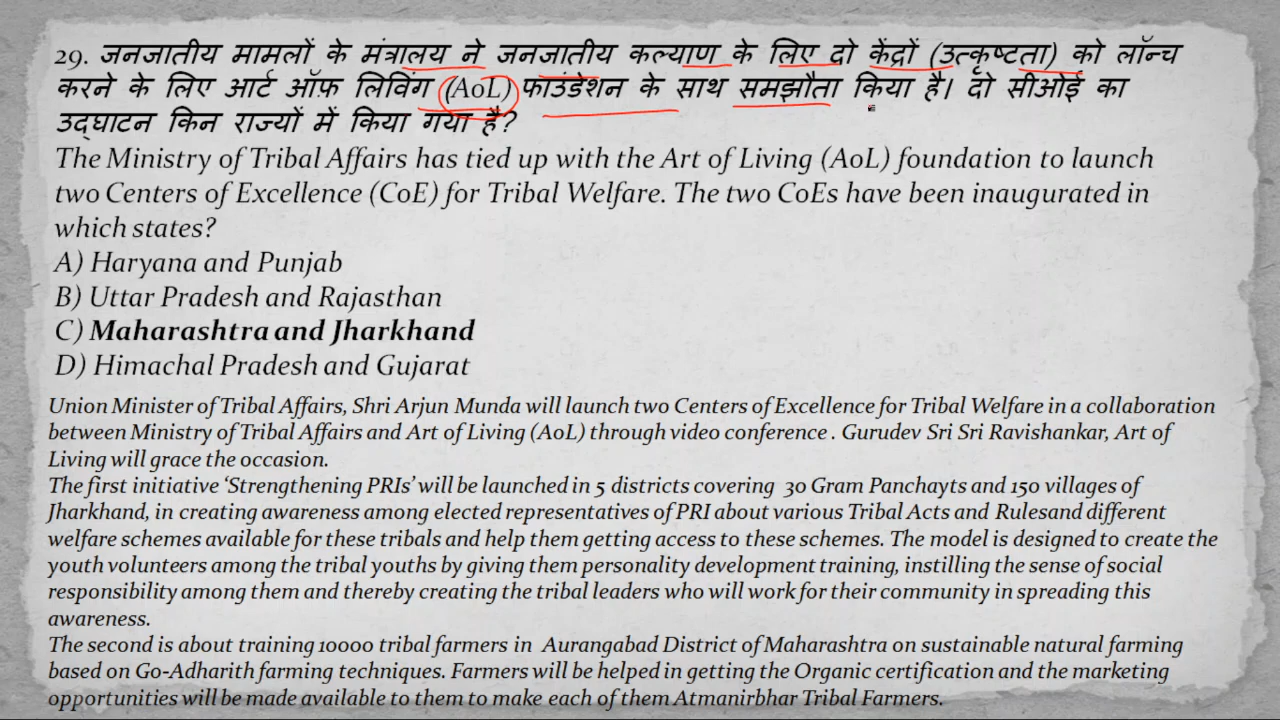 29. जनजातीय मामलों के मंत्रालय ने जनजातीय कल्याण के लिए दो केंद्रों (उत्कृष्टता) को लॉन्च
करने के लिए आर्ट ऑफ़ लिविंग (AoL) फाउंडेशन के साथ समझौता किया है। दो सीओई का
उद्घाटन किन राज्यों में किया गया है?
The Ministry of Tribal Affairs has tied up with the Art of Living (AoL) foundation to launch
two Centers of Excellence (CoE) for Tribal Welfare. The two CoEs have been inaugurated in
which states?
A) Haryana and Punjab
B) Uttar Pradesh and Rajasthan
C) Maharashtra and Jharkhand
D) Himachal Pradesh and Gujarat
Union Minister of Tribal Affairs, Shri Arjun Munda will launch two Centers of Excellence for Tribal Welfare in a collaboration
between Ministry of Tribal Affairs and Art of Living (AoL) through video conference . Gurudev Sri Sri Ravishankar, Art of
Living will grace the occasion.
The first initiative ‘Strengthening PRIs’ will be launched in 5 districts covering 30 Gram Panchayts and 150 villages of
Jharkhand, in creating awareness among elected representatives of PRI about various Tribal Acts and Rulesand different
welfare schemes available for these tribals and help them getting access to these schemes. The model is designed to create the
youth volunteers among the tribal youths by giving them personality development training, instilling the sense of social
responsibility among them and thereby creating the tribal leaders who will work for their community in spreading this
awareness.
The second is about training 10000 tribal farmers in Aurangabad District of Maharashtra on sustainable natural farming
based on Go-Adharith farming techniques. Farmers will be helped in getting the Organic certification and the marketing
opportunities will be made available to them to make each of them Atmanirbhar Tribal Farmers.